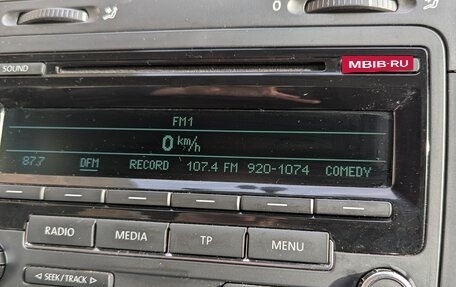 0
SOUND
MBIB.RU
FM1
0 km/h
87.7 DFM RECORD 107.4 FM 920-1074 COMEDY
RADIO MEDIA TP MENU
◁ SEEK/TRACK ▷